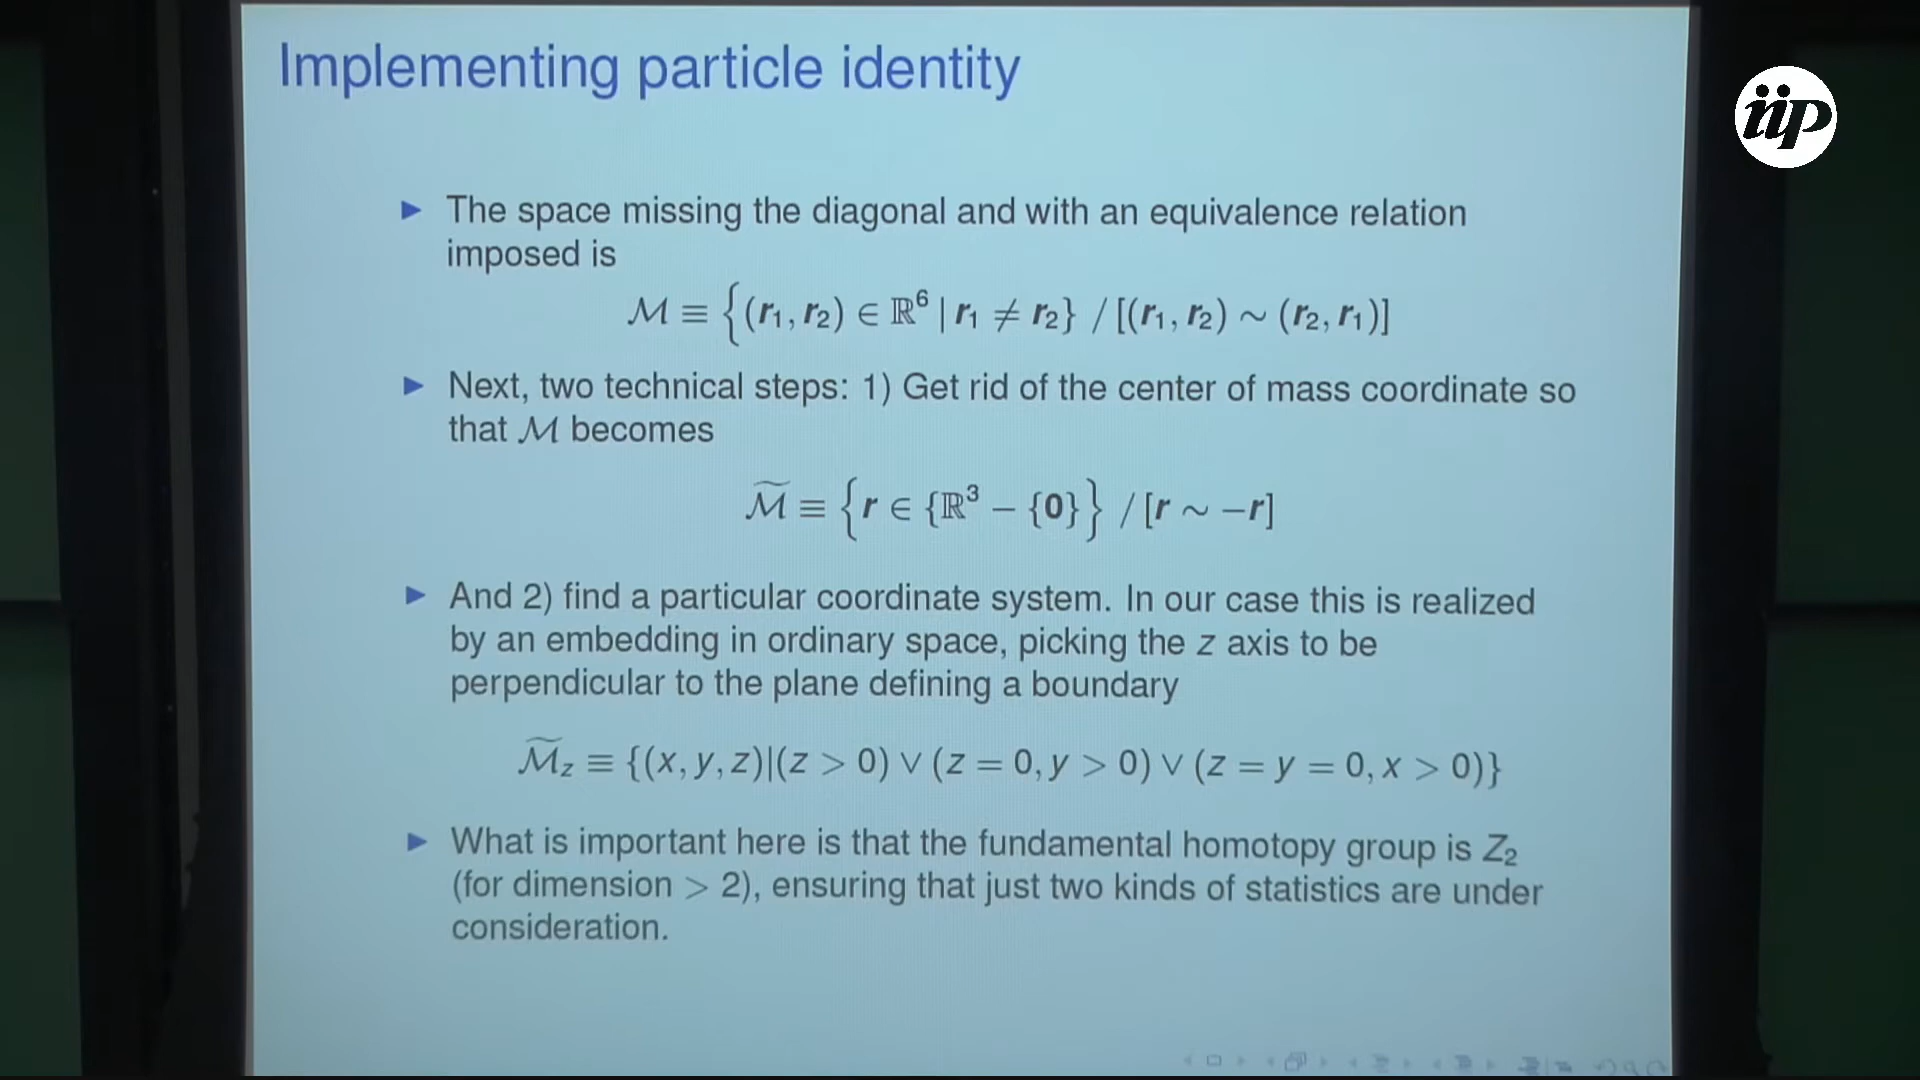 Implementing particle identity
iip
▶ The space missing the diagonal and with an equivalence relation
imposed is
ℳ ≡ {(r₁, r₂) ∈ ℝ⁶ | r₁ ≠ r₂} / [(r₁, r₂) ∼ (r₂, r₁)]
▶ Next, two technical steps: 1) Get rid of the center of mass coordinate so
that ℳ becomes
ℳ̃ ≡ {r ∈ {ℝ³ − {0}} / [r ∼ −r]
▶ And 2) find a particular coordinate system. In our case this is realized
by an embedding in ordinary space, picking the z axis to be
perpendicular to the plane defining a boundary
ℳ̃z ≡ {(x, y, z)|(z > 0) ∨ (z = 0, y > 0) ∨ (z = y = 0, x > 0)}
▶ What is important here is that the fundamental homotopy group is Z₂
(for dimension > 2), ensuring that just two kinds of statistics are under
consideration.